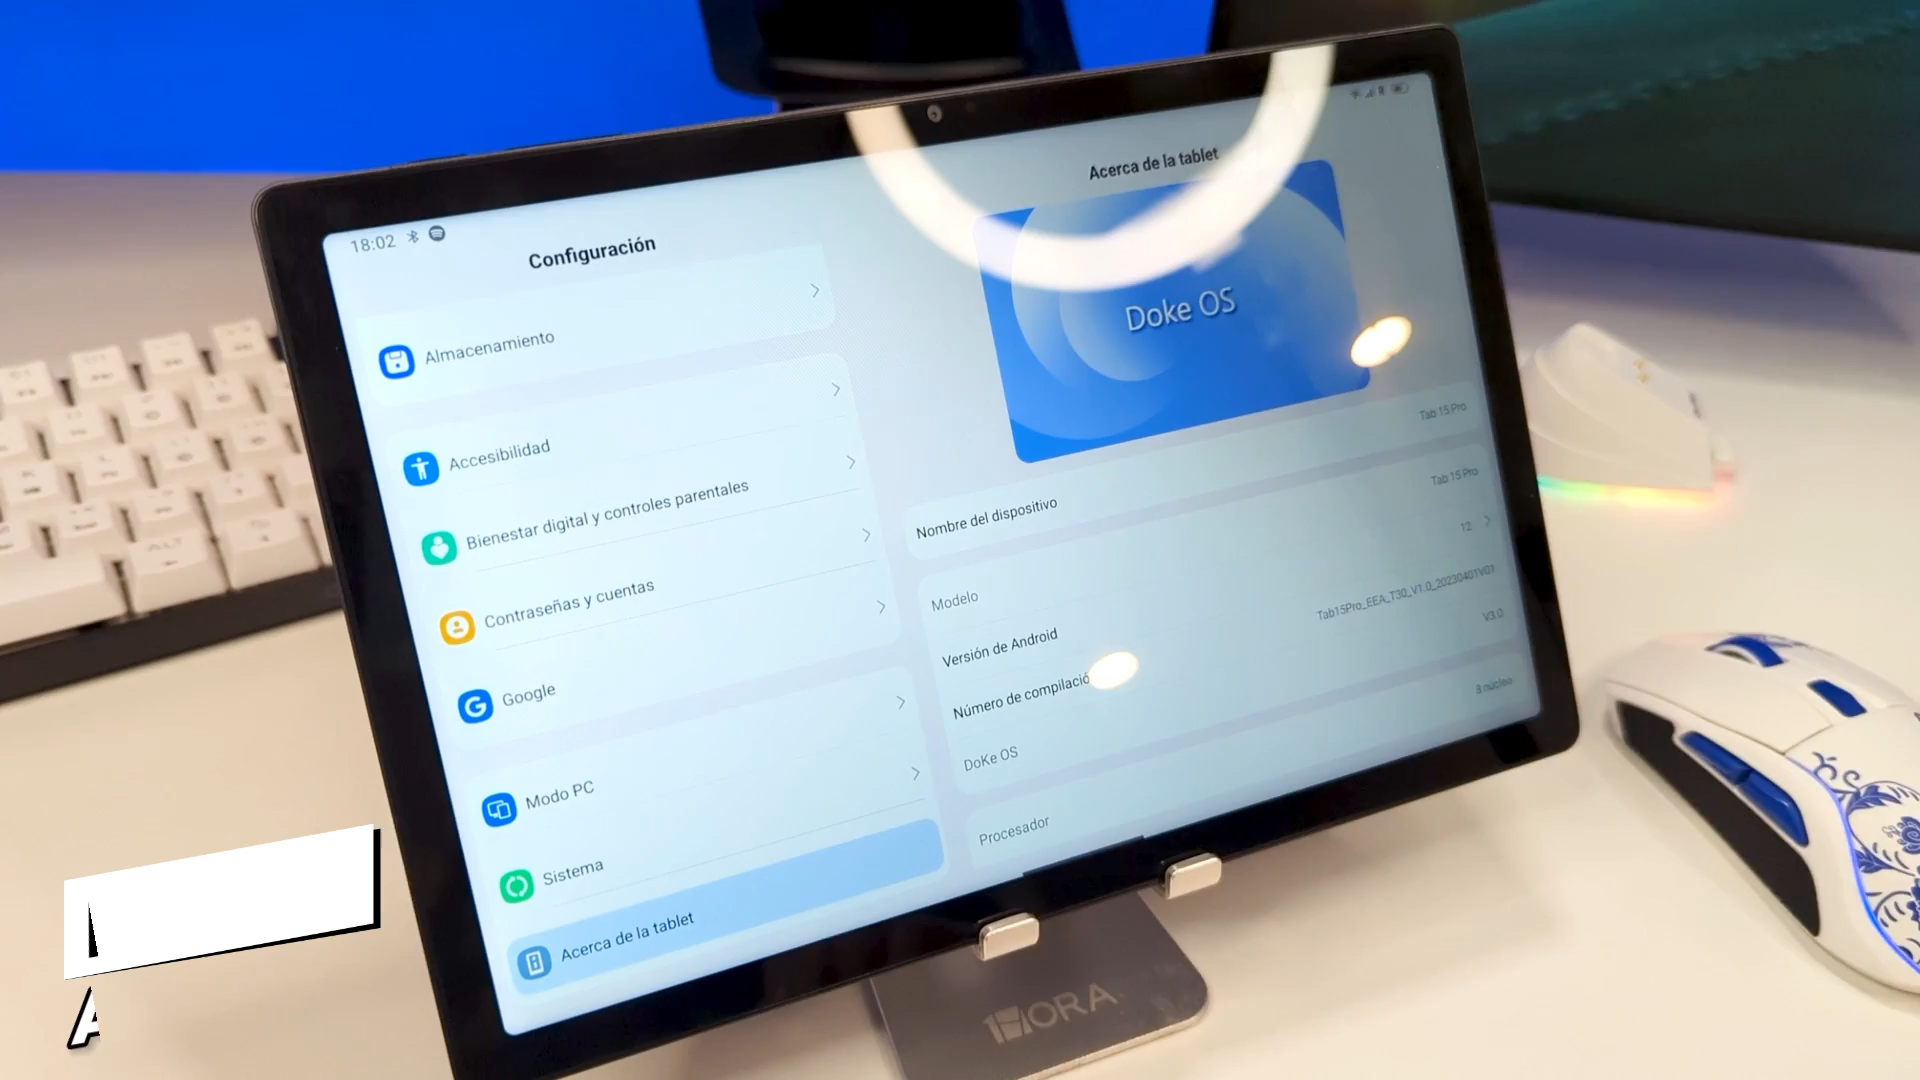 18:02
Configuración
Almacenamiento
Accesibilidad
Bienestar digital y controles parentales
Contraseñas y cuentas
Google
Modo PC
Sistema
Acerca de la tablet
Acerca de la tablet
Doke OS
Nombre del dispositivo Tab 15 Pro
Modelo Tab 15 Pro
Versión de Android 12
Número de compilació Tab15Pro_EEA_T30_V1.0_20230401V01
DoKe OS V3.0
Procesador 8 núcleo
1HORA
ALT
A